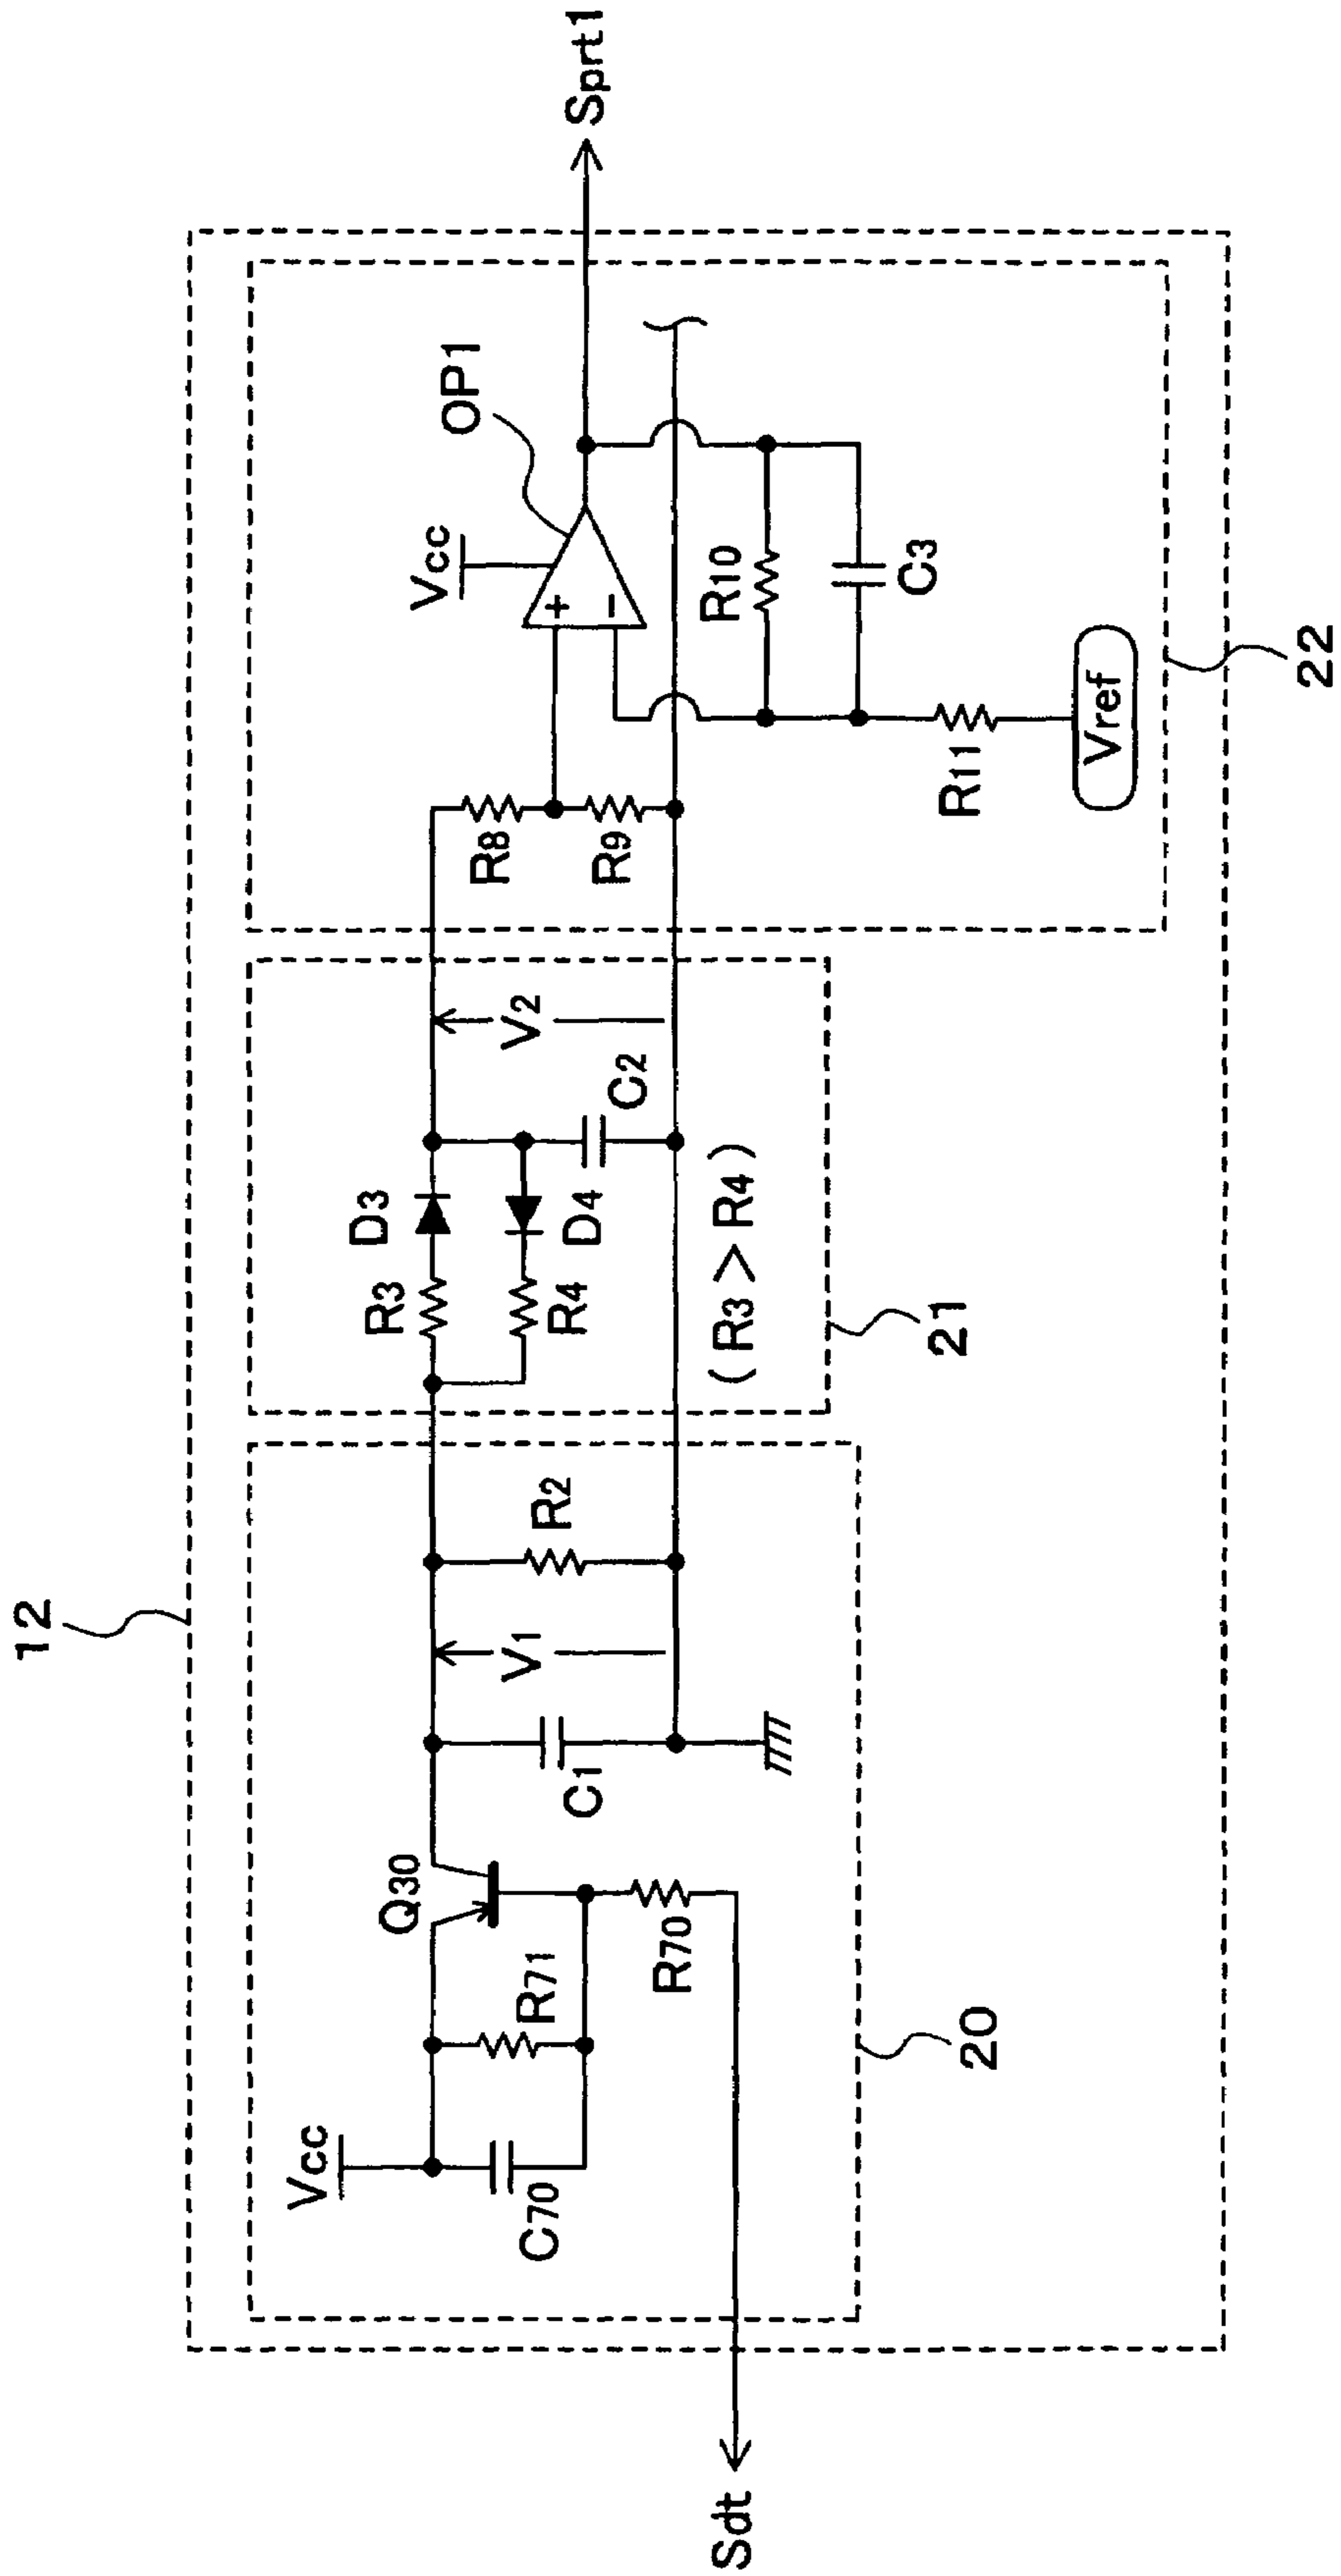 12
Vcc
C70
R71
Q30
R70
Sdt
20
C1
V1
R2
R3
D3
R4
D4
C2
V2
(R3 > R4)
21
R8
R9
Vcc
OP1
+
−
R10
C3
R11
Vref
22
Sprt1